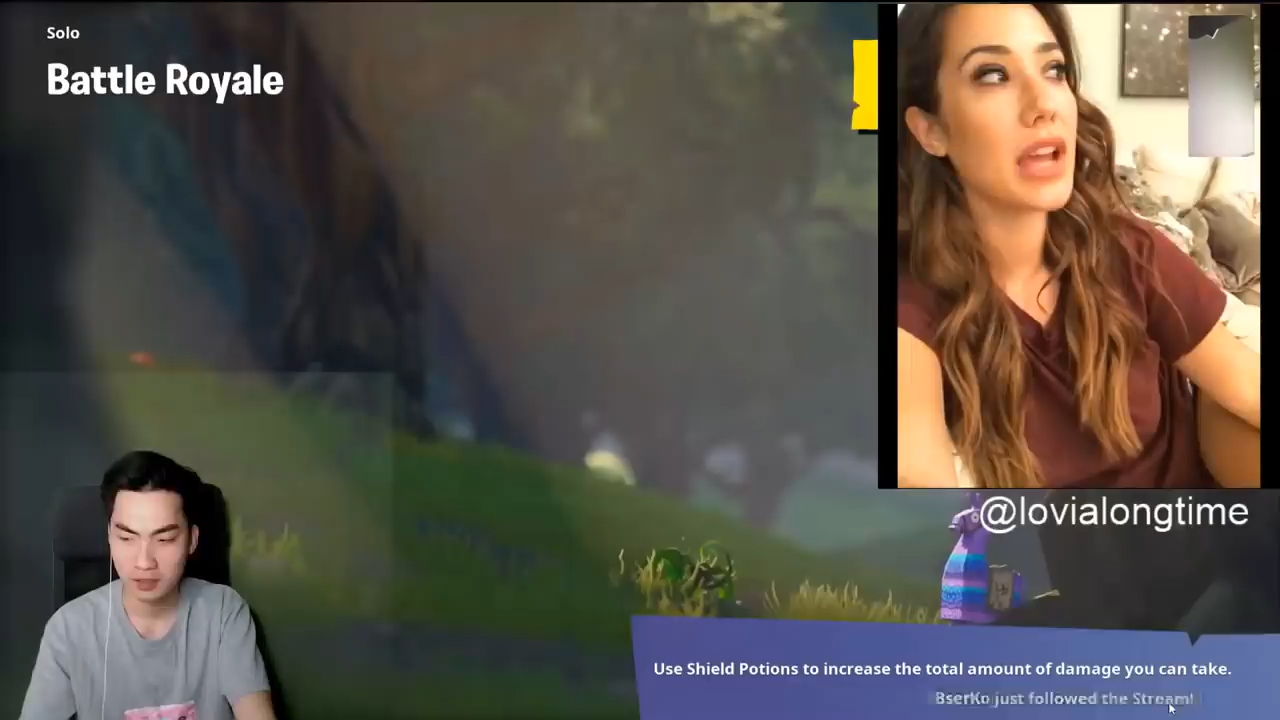 Solo
Battle Royale
@lovialongtime
Use Shield Potions to increase the total amount of damage you can take.
BserKo just followed the Stream!